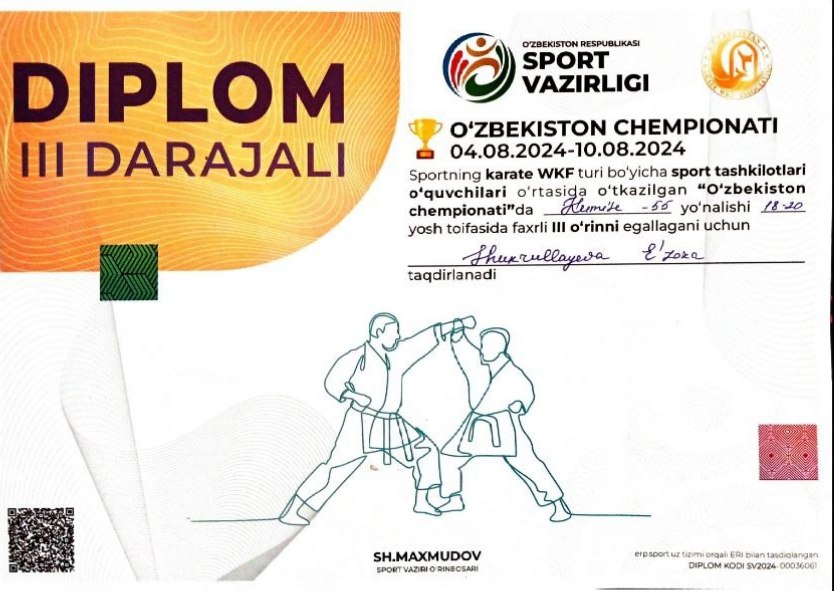 DIPLOM
III DARAJALI
O'ZBEKISTON RESPUBLIKASI
SPORT
VAZIRLIGI
O'ZBEKISTON CHEMPIONATI
04.08.2024-10.08.2024
Sportning karate WKF turi bo'yicha sport tashkilotlari
o'quvchilari o'rtasida o'tkazilgan "O'zbekiston
chempionati"da Kumite -55 yo'nalishi 18-20
yosh toifasida faxrli III o'rinni egallagani uchun
Shuxrullayeva E'zoza
taqdirlanadi
SH.MAXMUDOV
SPORT VAZIRI O'RINBOSARI
erp.sport.uz tizimi orqali ERI bilan tasdiqlangan
DIPLOM KODI SV2024-00036061